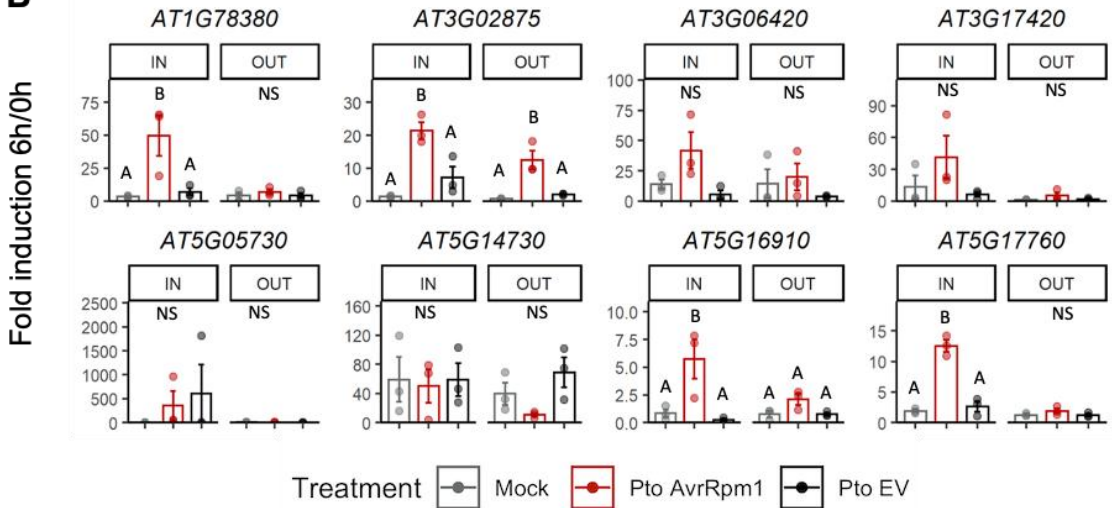 B
Fold induction 6h/0h
AT1G78380 AT3G02875 AT3G06420 AT3G17420
IN OUT IN OUT IN OUT IN OUT
75 50 25 0 A B A NS
30 20 10 0 A B A A B A
100 75 50 25 0 NS NS
90 60 30 0 NS NS
AT5G05730 AT5G14730 AT5G16910 AT5G17760
IN OUT IN OUT IN OUT IN OUT
2500 2000 1500 1000 500 0 NS NS
160 120 80 40 0 NS NS
10.0 7.5 5.0 2.5 0.0 A B A A A A
15 10 5 0 A B A NS
Treatment Mock Pto AvrRpm1 Pto EV